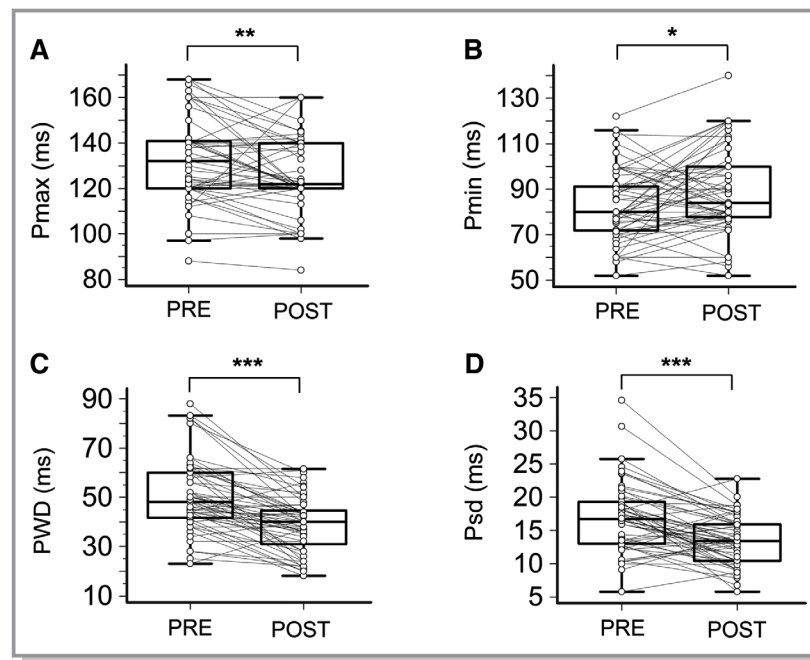 A
**
Pmax (ms)
160
140
120
100
80
PRE POST
B
*
Pmin (ms)
130
110
90
70
50
PRE POST
C
***
PWD (ms)
90
70
50
30
10
PRE POST
D
***
Psd (ms)
35
30
25
20
15
10
5
PRE POST